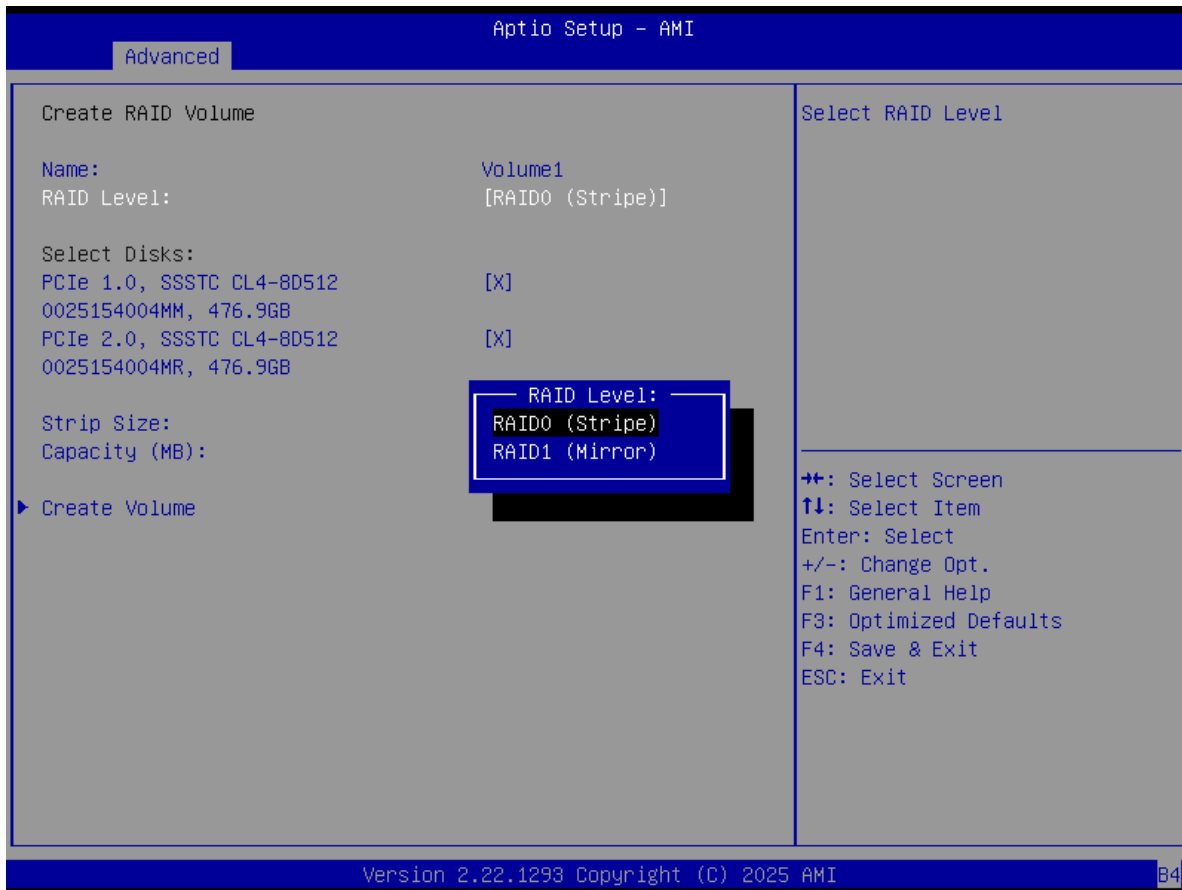 Aptio Setup – AMI
Advanced
Create RAID Volume
Name: Volume1
RAID Level: [RAID0 (Stripe)]
Select Disks:
PCIe 1.0, SSSTC CL4-8D512 [X]
0025154004MM, 476.9GB
PCIe 2.0, SSSTC CL4-8D512 [X]
0025154004MR, 476.9GB
Strip Size:
Capacity (MB):
Create Volume
RAID Level:
RAID0 (Stripe)
RAID1 (Mirror)
Select RAID Level
→←: Select Screen
↑↓: Select Item
Enter: Select
+/-: Change Opt.
F1: General Help
F3: Optimized Defaults
F4: Save & Exit
ESC: Exit
Version 2.22.1293 Copyright (C) 2025 AMI
B4